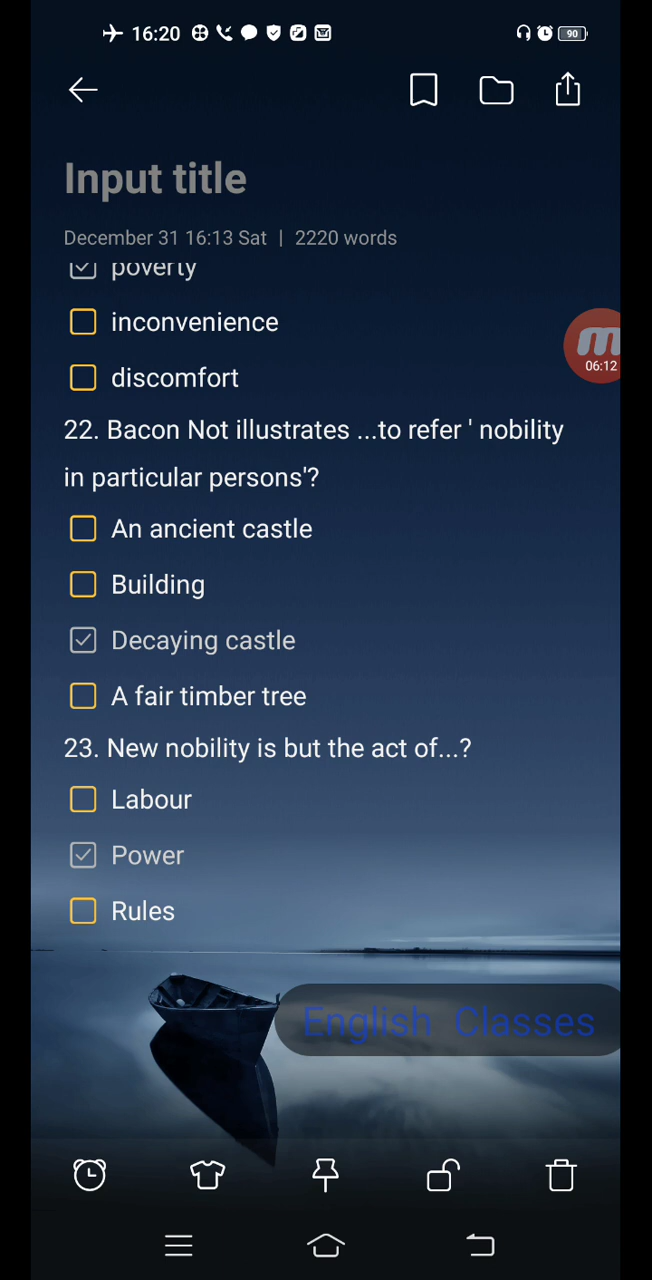 16:20
90
Input title
December 31 16:13 Sat | 2220 words
poverty
inconvenience
06:12
discomfort
22. Bacon Not illustrates ...to refer ' nobility
in particular persons'?
An ancient castle
Building
Decaying castle
A fair timber tree
23. New nobility is but the act of...?
Labour
Power
Rules
English Classes